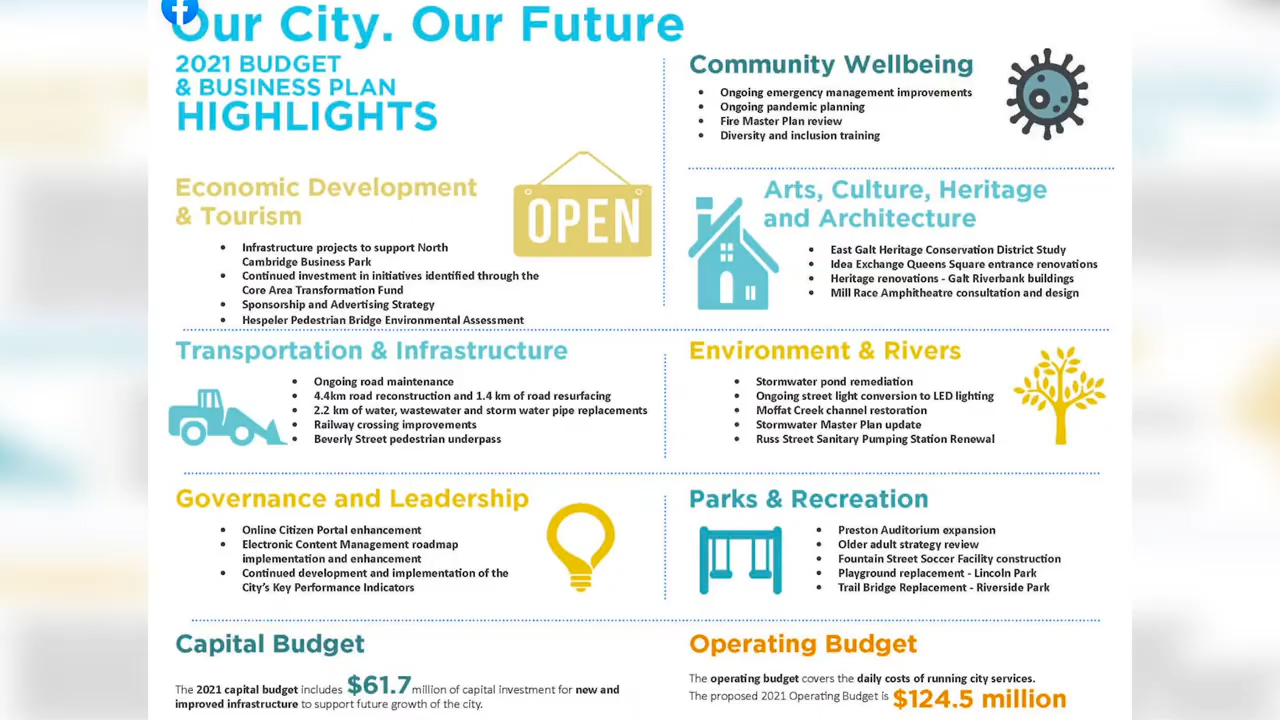 Our City. Our Future
2021 BUDGET
& BUSINESS PLAN
HIGHLIGHTS
Community Wellbeing
• Ongoing emergency management improvements
• Ongoing pandemic planning
• Fire Master Plan review
• Diversity and inclusion training
Economic Development
& Tourism
OPEN
• Infrastructure projects to support North
Cambridge Business Park
• Continued investment in initiatives identified through the
Core Area Transformation Fund
• Sponsorship and Advertising Strategy
• Hespeler Pedestrian Bridge Environmental Assessment
Arts, Culture, Heritage
and Architecture
• East Galt Heritage Conservation District Study
• Idea Exchange Queens Square entrance renovations
• Heritage renovations - Galt Riverbank buildings
• Mill Race Amphitheatre consultation and design
Transportation & Infrastructure
• Ongoing road maintenance
• 4.4km road reconstruction and 1.4 km of road resurfacing
• 2.2 km of water, wastewater and storm water pipe replacements
• Railway crossing improvements
• Beverly Street pedestrian underpass
Environment & Rivers
• Stormwater pond remediation
• Ongoing street light conversion to LED lighting
• Moffat Creek channel restoration
• Stormwater Master Plan update
• Russ Street Sanitary Pumping Station Renewal
Governance and Leadership
• Online Citizen Portal enhancement
• Electronic Content Management roadmap
implementation and enhancement
• Continued development and implementation of the
City's Key Performance Indicators
Parks & Recreation
• Preston Auditorium expansion
• Older adult strategy review
• Fountain Street Soccer Facility construction
• Playground replacement - Lincoln Park
• Trail Bridge Replacement - Riverside Park
Capital Budget
The 2021 capital budget includes $61.7 million of capital investment for new and
improved infrastructure to support future growth of the city.
Operating Budget
The operating budget covers the daily costs of running city services.
The proposed 2021 Operating Budget is $124.5 million